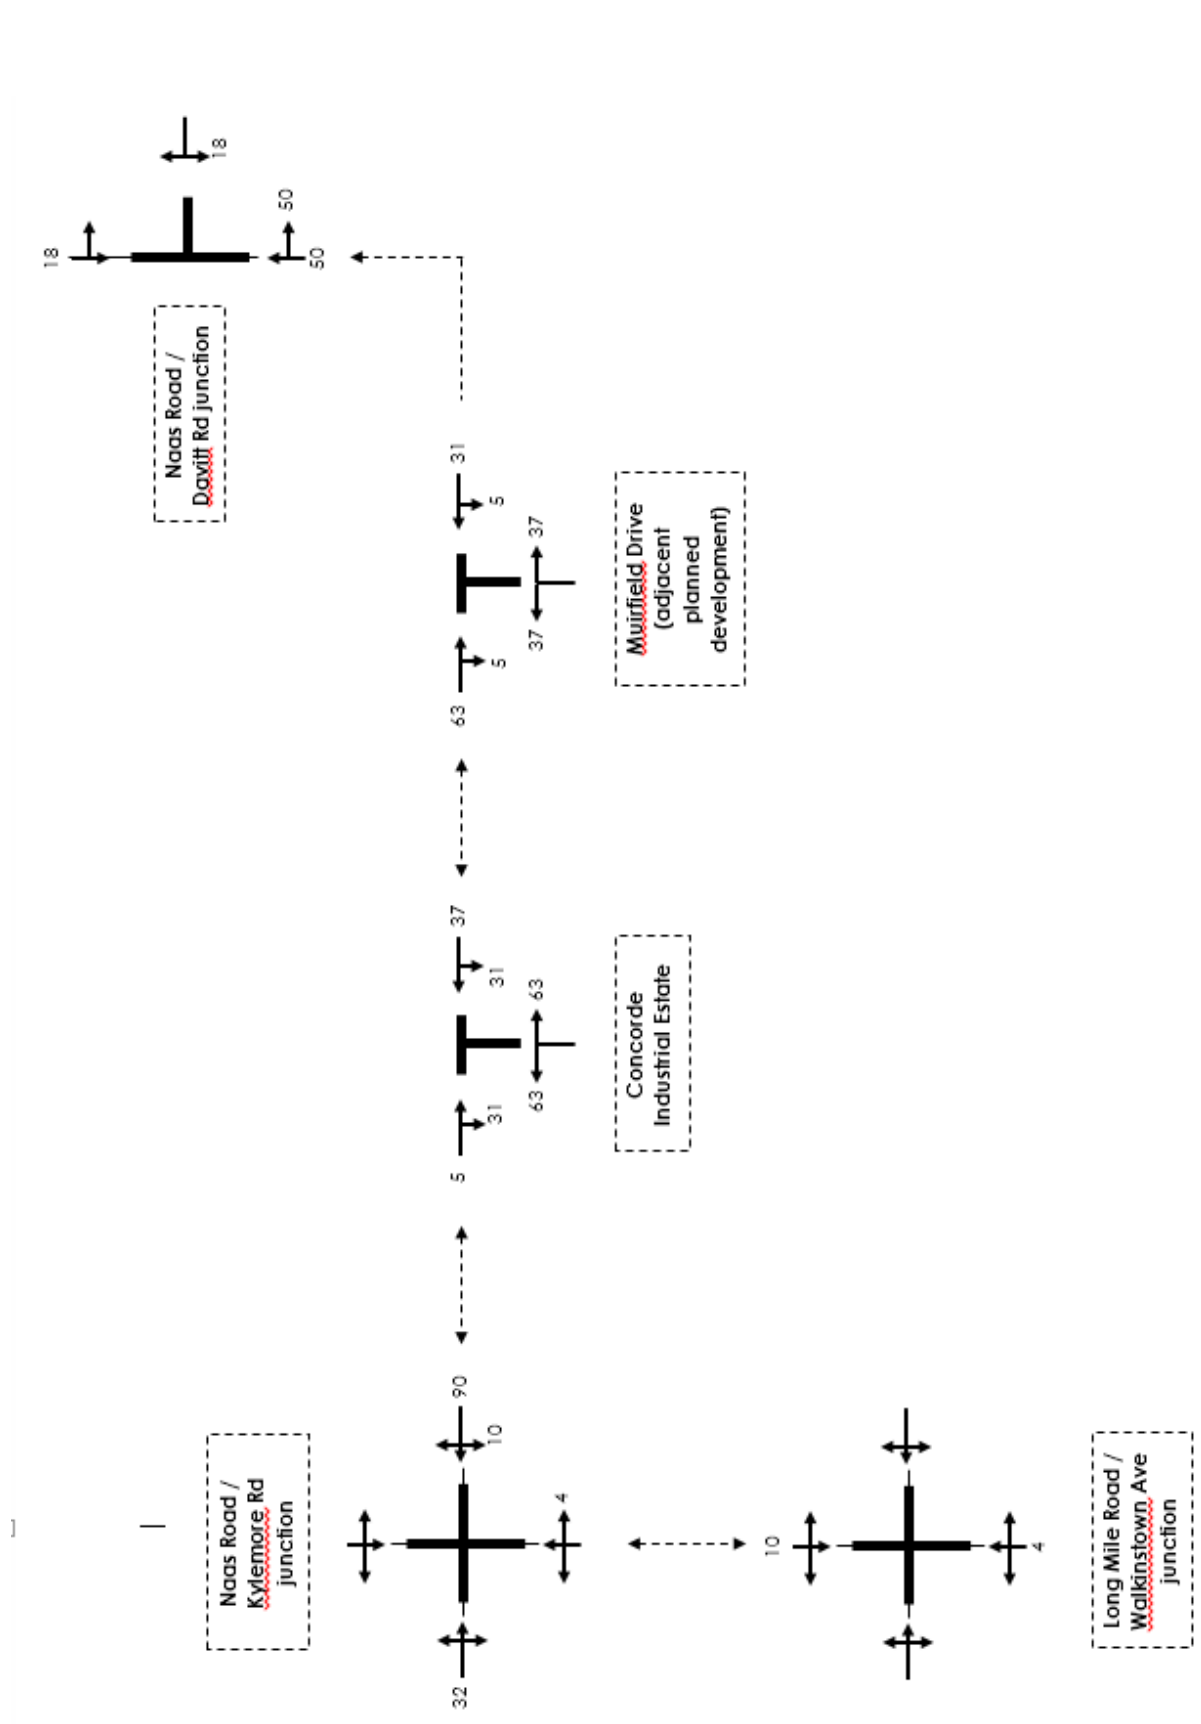 18
Naas Road /
Kylemore Rd
junction
Naas Road /
Davitt Rd junction
18
50
50
32
90
10
4
5
31
37
31
63
63
63
5
31
5
37
37
Concorde
Industrial Estate
Muirfield Drive
(adjacent
planned
development)
10
4
Long Mile Road /
Walkinstown Ave
junction